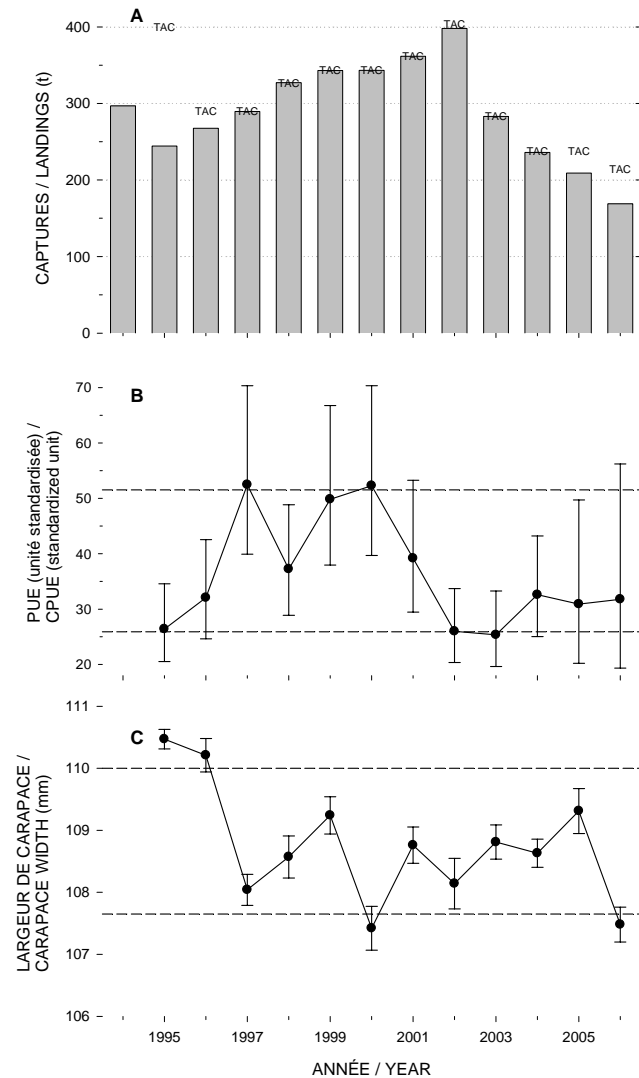 A
400
300
200
100
0
CAPTURES / LANDINGS (t)
TAC
TAC
TAC
TAC
TAC
TAC
TAC
TAC
TAC
TAC
TAC
TAC
B
70
60
50
40
30
20
PUE (unité standardisée) /
CPUE (standardized unit)
C
111
110
109
108
107
106
LARGEUR DE CARAPACE /
CARAPACE WIDTH (mm)
1995
1997
1999
2001
2003
2005
ANNÉE / YEAR